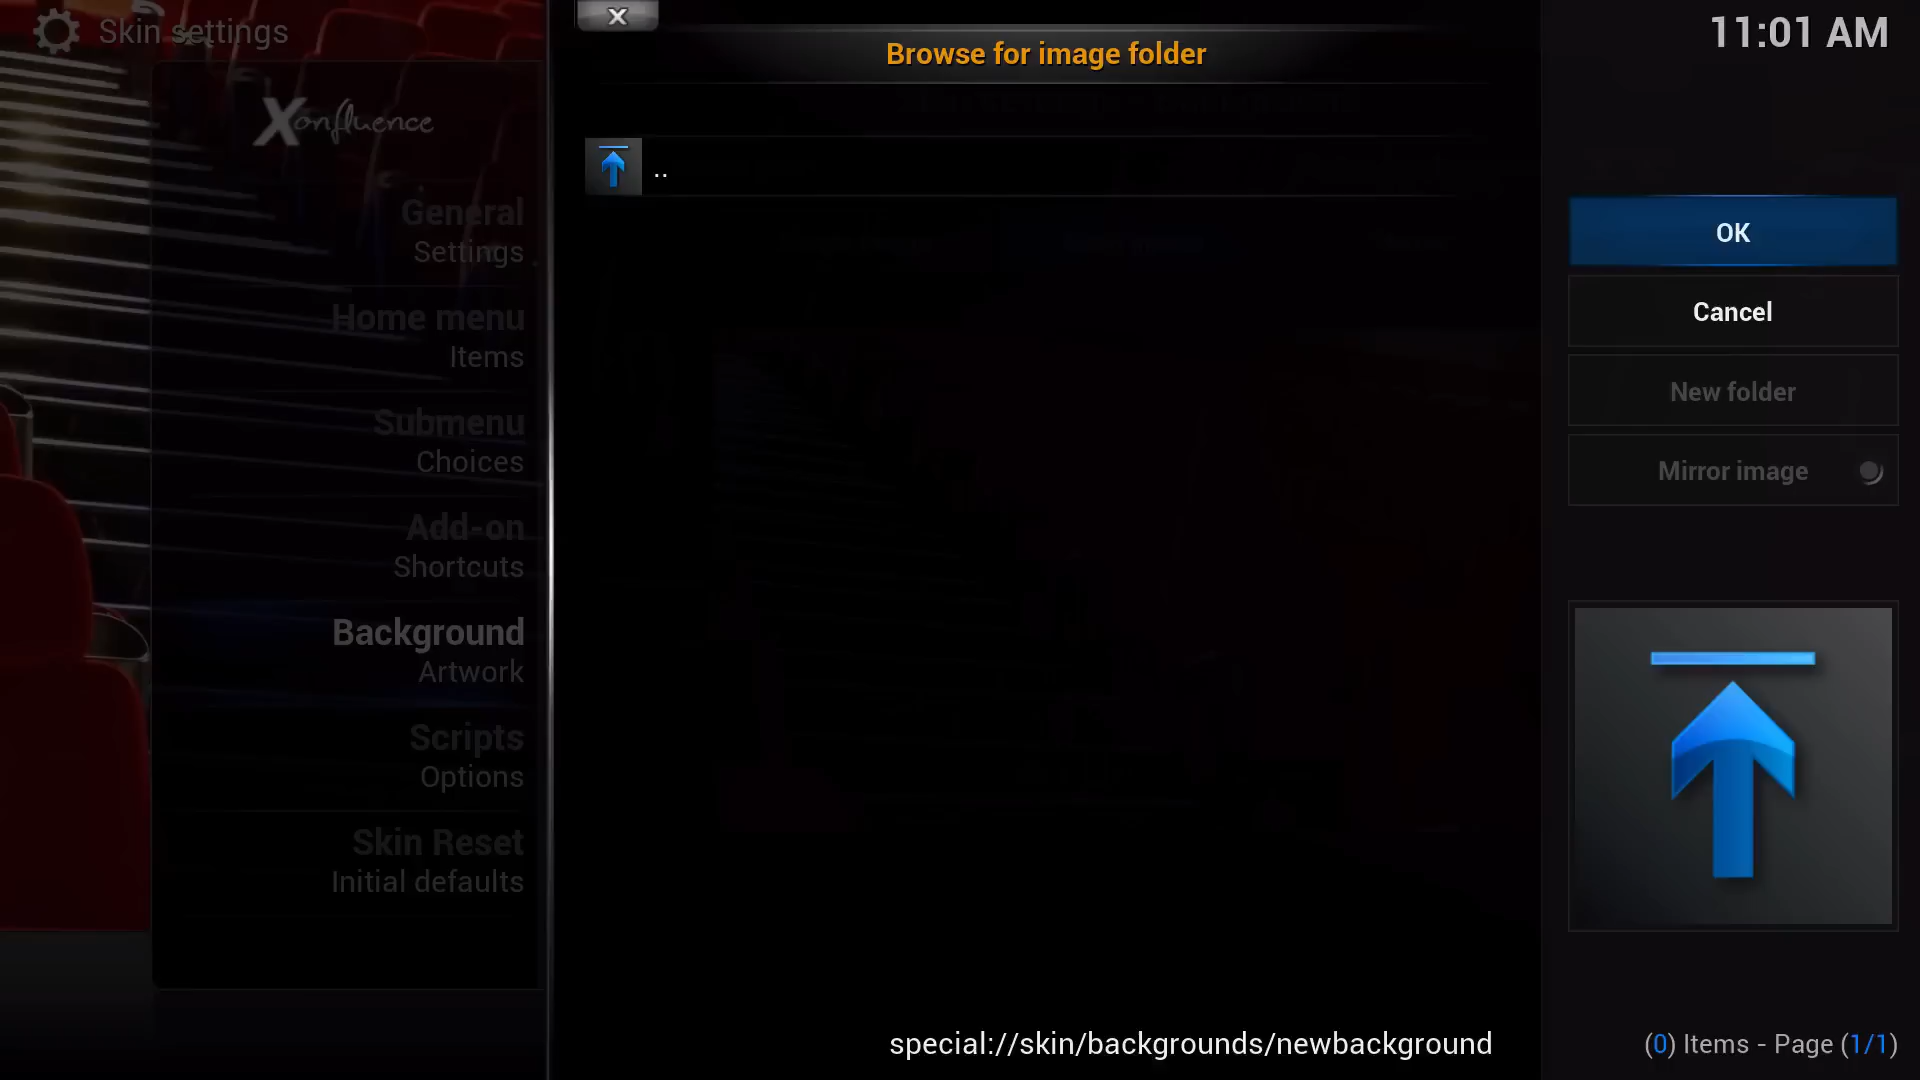 Skin settings
X
Browse for image folder
11:01 AM
Xonfluence
..
General
Settings
Home menu
Items
Submenu
Choices
Add-on
Shortcuts
Background
Artwork
Scripts
Options
Skin Reset
Initial defaults
OK
Cancel
New folder
Mirror image
special://skin/backgrounds/newbackground
(0) Items - Page (1/1)